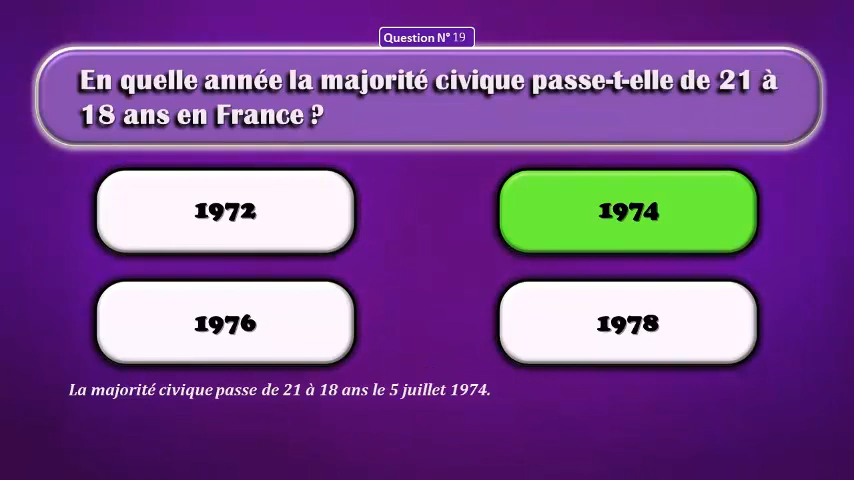 Question N° 19
En quelle année la majorité civique passe-t-elle de 21 à
18 ans en France ?
1972
1974
1976
1978
La majorité civique passe de 21 à 18 ans le 5 juillet 1974.